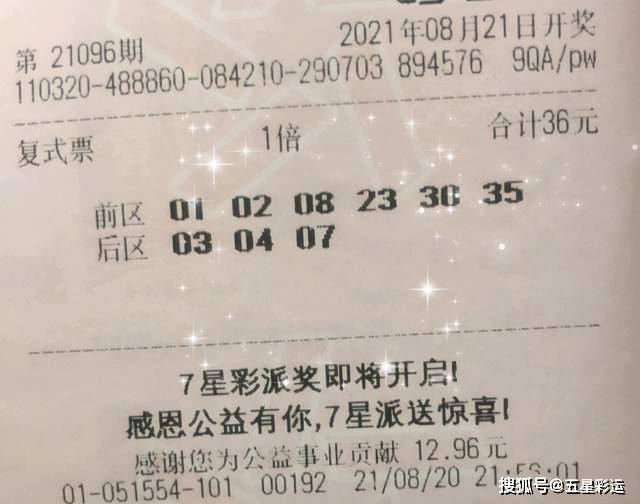 第 21096期 2021年08月21日开奖
110320-488860-084210-290703 894576 9QA/pw
复式票 1倍 合计36元
前区 01 02 08 23 30 35
后区 03 04 07
7星彩派奖即将开启!
感恩公益有你,7星派送惊喜!
感谢您为公益事业贡献 12.96元
01-051554-101 00192 21/08/20 21:56:01
搜狐号@五星彩运